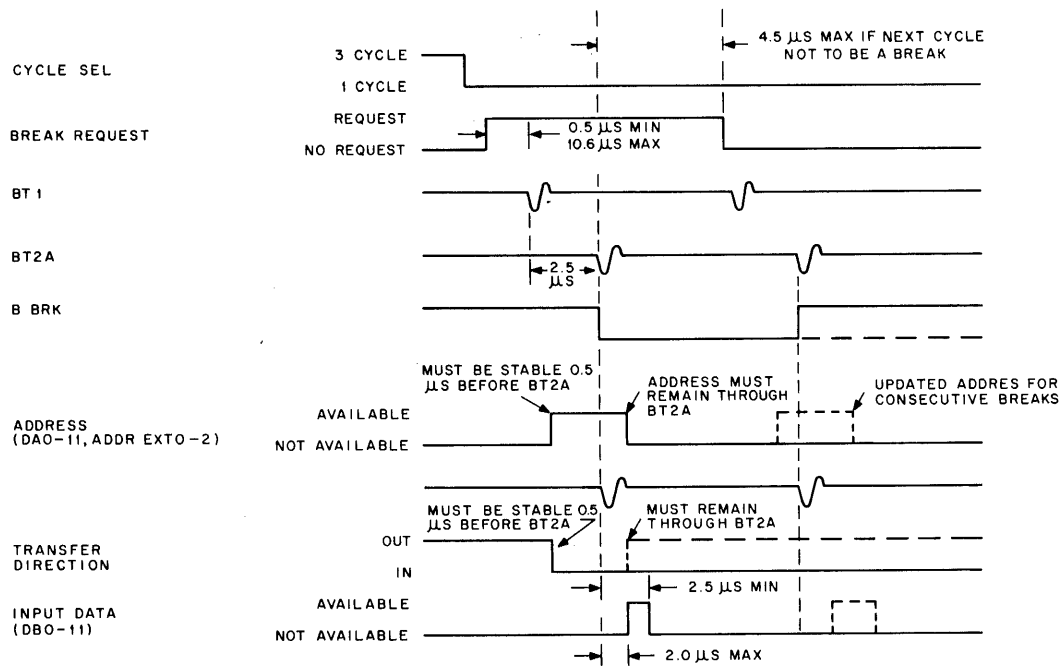 4.5 µS MAX IF NEXT CYCLE
NOT TO BE A BREAK
CYCLE SEL
3 CYCLE
1 CYCLE
BREAK REQUEST
REQUEST
NO REQUEST
0.5 µS MIN
10.6 µS MAX
BT1
BT2A
2.5
µS
B BRK
MUST BE STABLE 0.5
µS BEFORE BT2A
ADDRESS MUST
REMAIN THROUGH
BT2A
UPDATED ADDRES FOR
CONSECUTIVE BREAKS
ADDRESS
(DA0-11, ADDR EXT0-2)
AVAILABLE
NOT AVAILABLE
MUST BE STABLE 0.5
µS BEFORE BT2A
MUST REMAIN
THROUGH BT2A
TRANSFER
DIRECTION
OUT
IN
2.5 µS MIN
INPUT DATA
(DB0-11)
AVAILABLE
NOT AVAILABLE
2.0 µS MAX